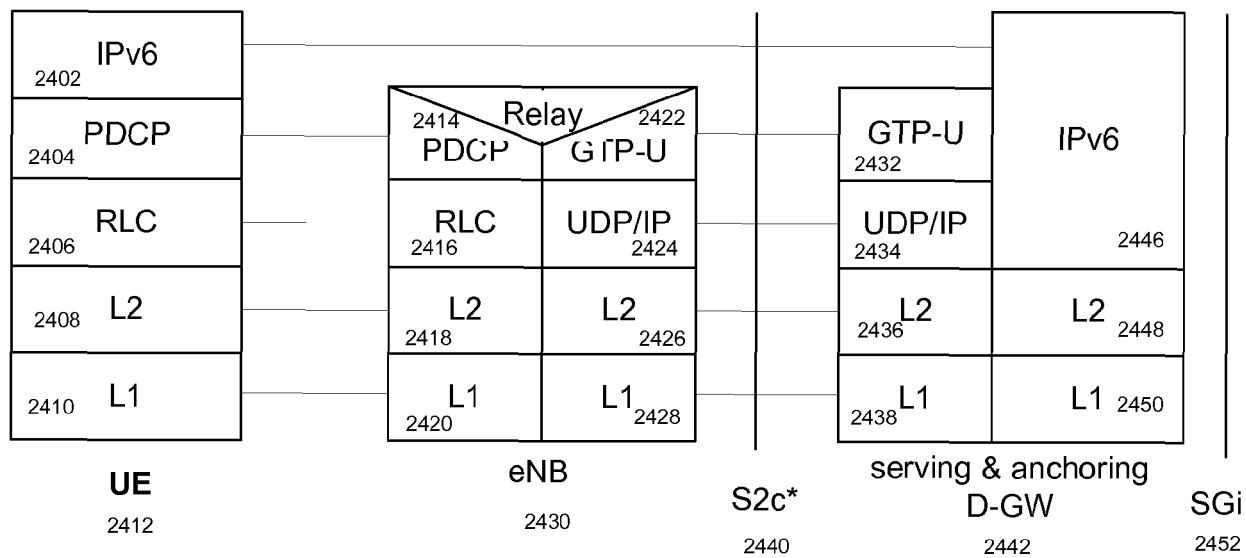 IPv6
2402
PDCP
2404
RLC
2406
L2
2408
L1
2410
UE
2412
Relay
2414
2422
PDCP
GTP-U
RLC
2416
UDP/IP
2424
L2
2418
L2
2426
L1
2420
L1
2428
eNB
2430
S2c*
2440
GTP-U
2432
IPv6
2446
UDP/IP
2434
L2
2436
L2
2448
L1
2438
L1
2450
serving & anchoring
D-GW
2442
SGi
2452